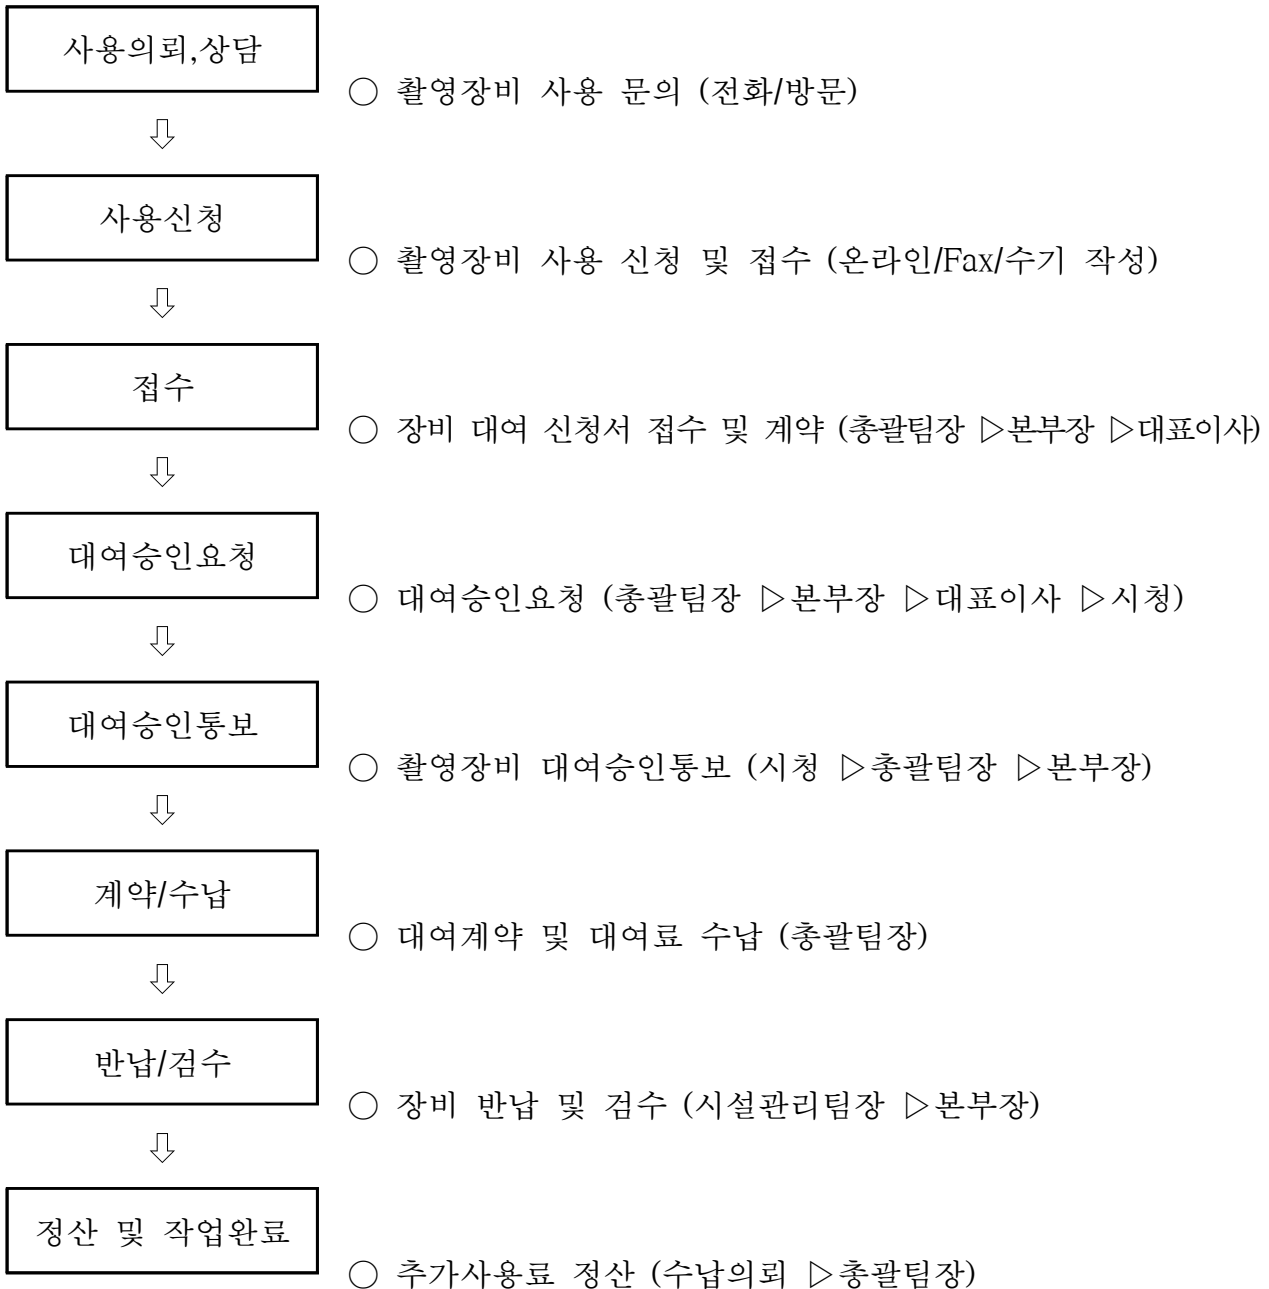 사용의뢰,상담
○ 촬영장비 사용 문의 (전화/방문)
⇩
사용신청
○ 촬영장비 사용 신청 및 접수 (온라인/Fax/수기 작성)
⇩
접수
○ 장비 대여 신청서 접수 및 계약 (총괄팀장 ▷본부장 ▷대표이사)
⇩
대여승인요청
○ 대여승인요청 (총괄팀장 ▷본부장 ▷대표이사 ▷시청)
⇩
대여승인통보
○ 촬영장비 대여승인통보 (시청 ▷총괄팀장 ▷본부장)
⇩
계약/수납
○ 대여계약 및 대여료 수납 (총괄팀장)
⇩
반납/검수
○ 장비 반납 및 검수 (시설관리팀장 ▷본부장)
⇩
정산 및 작업완료
○ 추가사용료 정산 (수납의뢰 ▷총괄팀장)